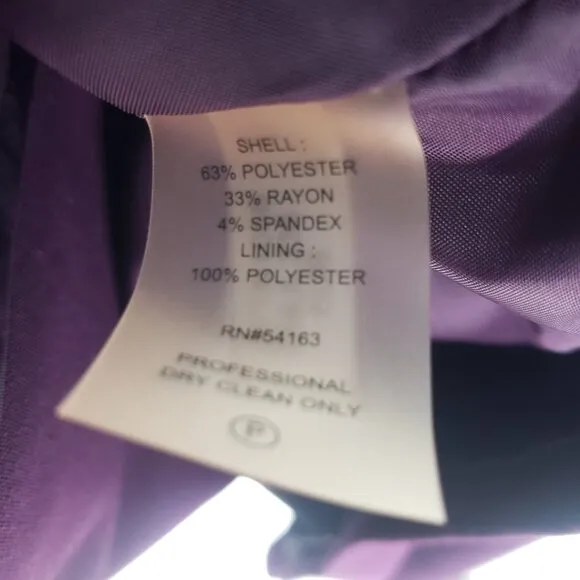 SHELL :
63% POLYESTER
33% RAYON
4% SPANDEX
LINING :
100% POLYESTER
RN#54163
PROFESSIONAL
DRY CLEAN ONLY
P